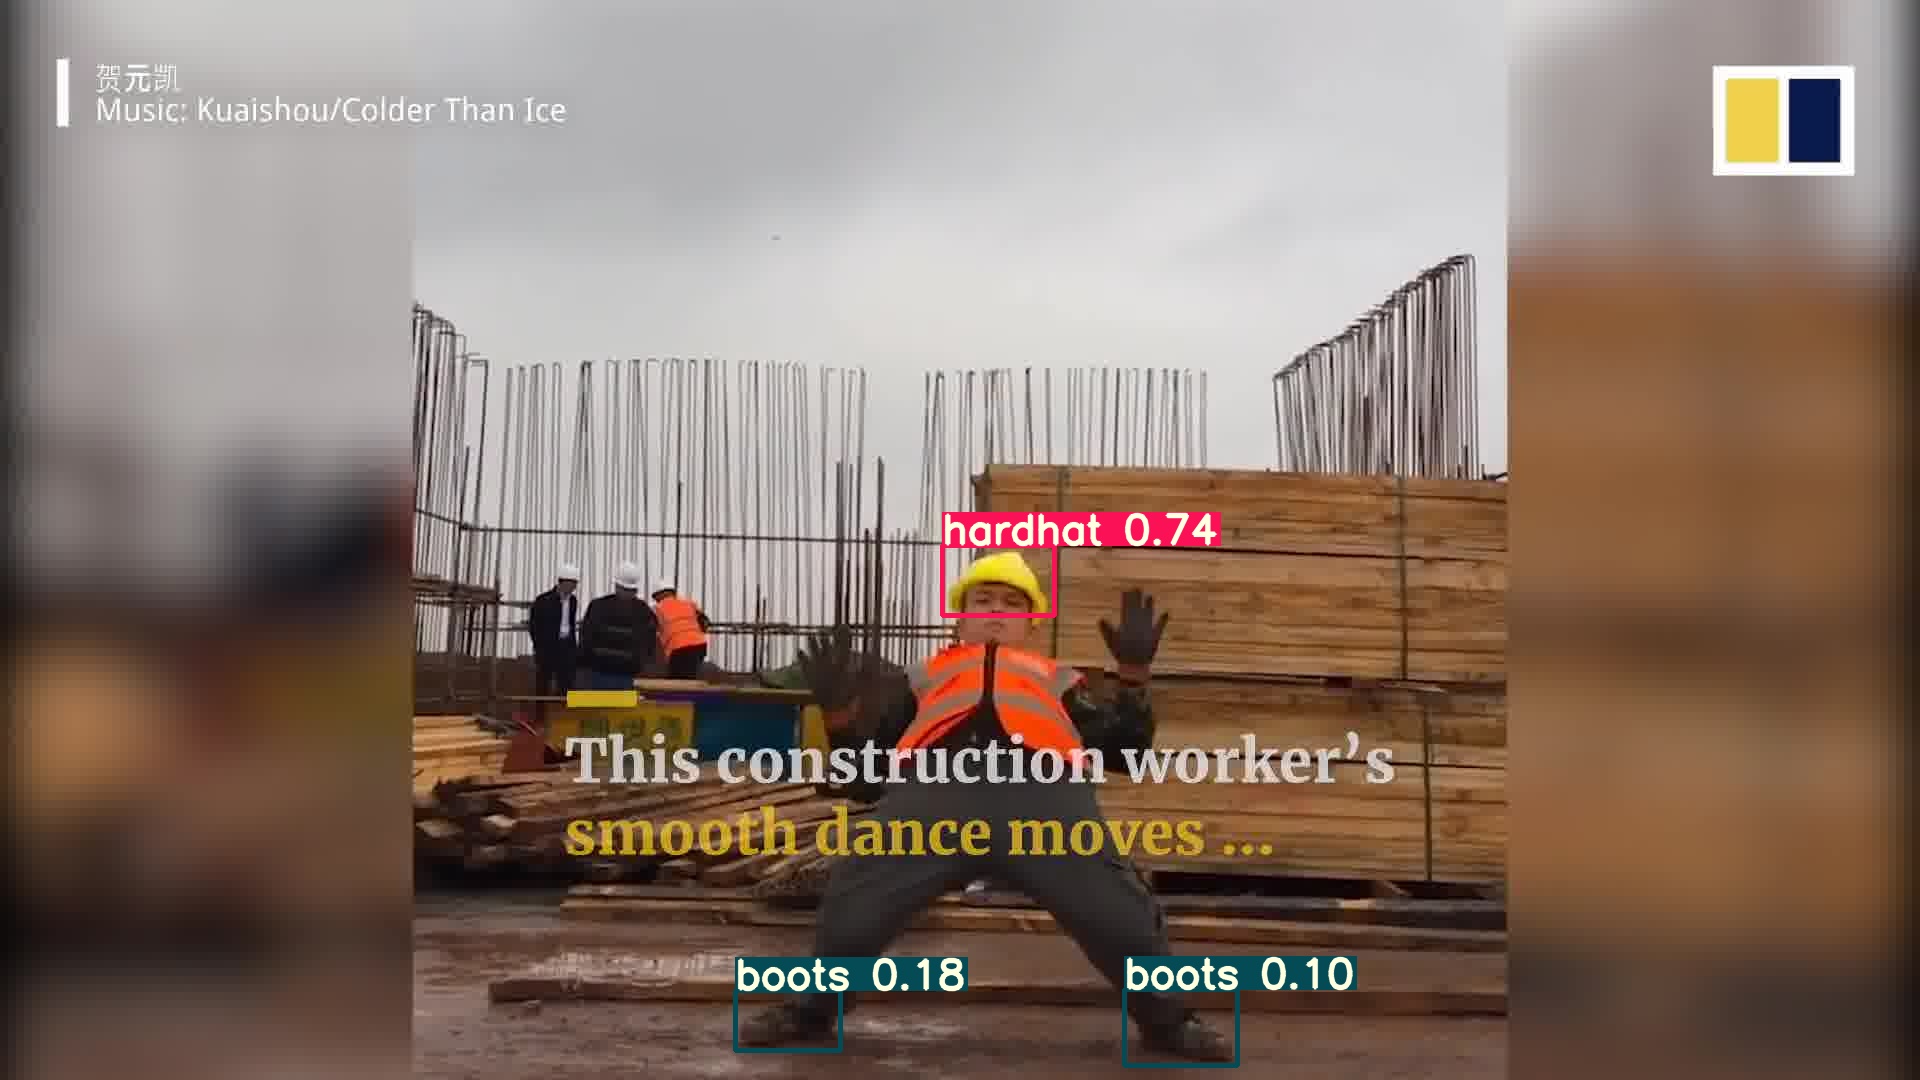 贺元凯
Music: Kuaishou/Colder Than Ice
hardhat 0.74
This construction worker’s
smooth dance moves ...
boots 0.18
boots 0.10